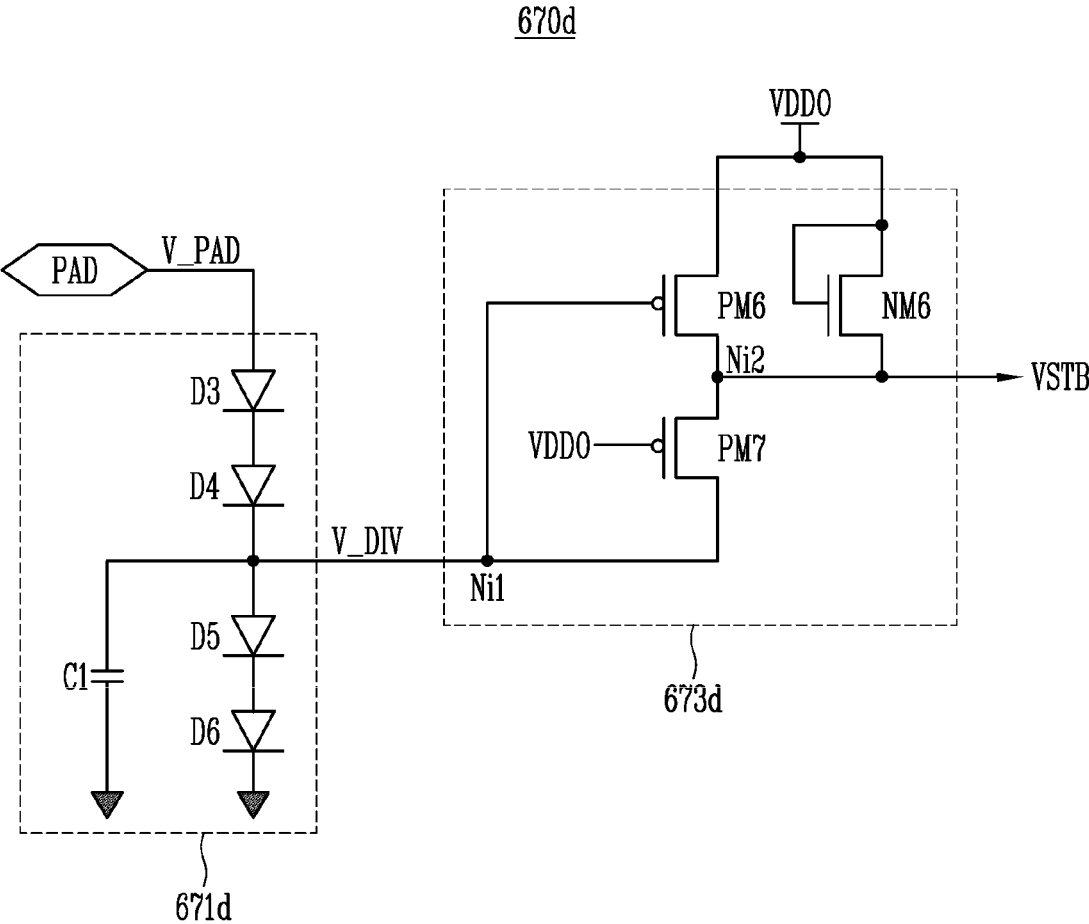 670d
VDDO
V_PAD
PAD
PM6
NM6
Ni2
VSTB
D3
VDDO
PM7
D4
V_DIV
Ni1
D5
C1
D6
673d
671d